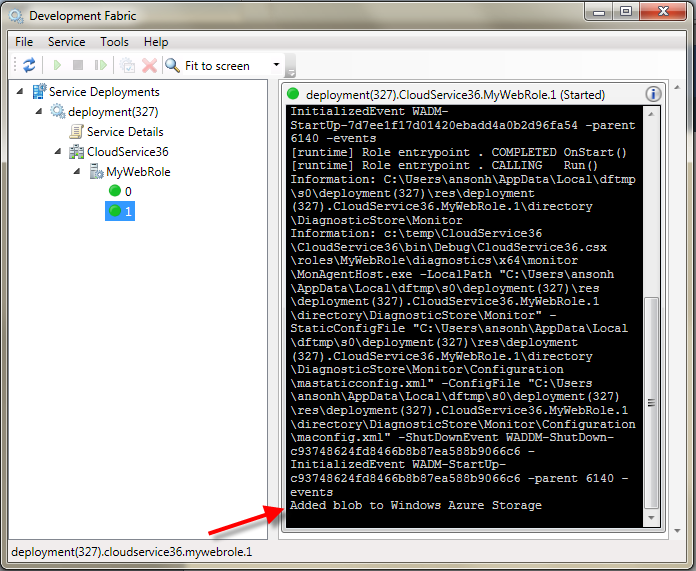 Development Fabric
File Service Tools Help
Fit to screen
Service Deployments
deployment(327)
Service Details
CloudService36
MyWebRole
0
1
deployment(327).CloudService36.MyWebRole.1 (Started)
InitializedEvent WADM-
StartUp-7d7ee1f17d01420ebadd4a0b2d96fa54 -parent
6140 -events
[runtime] Role entrypoint . COMPLETED OnStart()
[runtime] Role entrypoint . CALLING   Run()
Information: C:\Users\ansonh\AppData\Local\dftmp
\s0\deployment(327)\res\deployment
(327).CloudService36.MyWebRole.1\directory
\DiagnosticStore\Monitor
Information: c:\temp\CloudService36
\CloudService36\bin\Debug\CloudService36.csx
\roles\MyWebRole\diagnostics\x64\monitor
\MonAgentHost.exe -LocalPath "C:\Users\ansonh
\AppData\Local\dftmp\s0\deployment(327)\res
\deployment(327).CloudService36.MyWebRole.1
\directory\DiagnosticStore\Monitor" -
StaticConfigFile "C:\Users\ansonh\AppData\Local
\dftmp\s0\deployment(327)\res\deployment
(327).CloudService36.MyWebRole.1\directory
\DiagnosticStore\Monitor\Configuration
\mastaticconfig.xml" -ConfigFile "C:\Users
\ansonh\AppData\Local\dftmp\s0\deployment(327)
\res\deployment(327).CloudService36.MyWebRole.1
\directory\DiagnosticStore\Monitor\Configuration
\maconfig.xml" -ShutDownEvent WADDM-ShutDown-
c93748624fd8466b8b87ea588b9066c6 -
InitializedEvent WADM-StartUp-
c93748624fd8466b8b87ea588b9066c6 -parent 6140 -
events
Added blob to Windows Azure Storage
deployment(327).cloudservice36.mywebrole.1